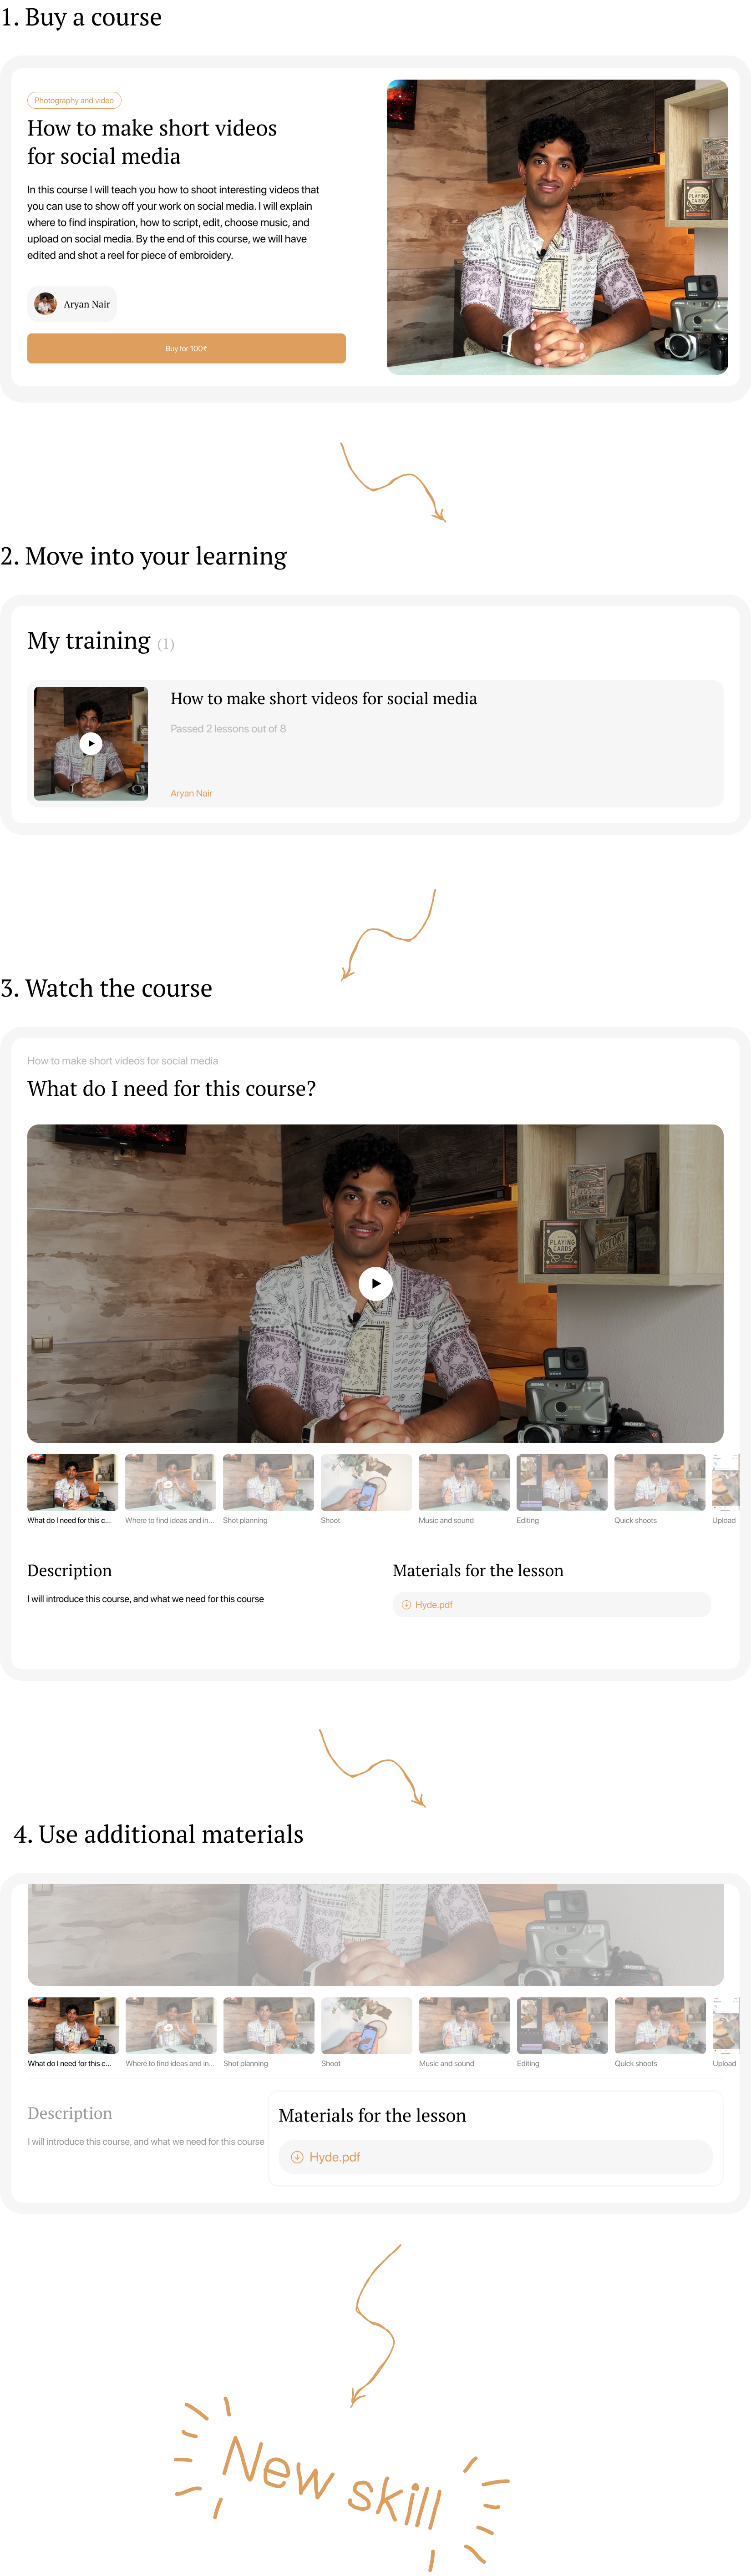 1. Buy a course
Photography and video
How to make short videos
for social media
In this course I will teach you how to shoot interesting videos that
you can use to show off your work on social media. I will explain
where to find inspiration, how to script, edit, choose music, and
upload on social media. By the end of this course, we will have
edited and shot a reel for piece of embroidery.
Aryan Nair
Buy for 100₹
PLAYING
CARDS
2. Move into your learning
My training (1)
How to make short videos for social media
Passed 2 lessons out of 8
Aryan Nair
3. Watch the course
How to make short videos for social media
What do I need for this course?
PLAYING
CARDS
VICTORY
SONY
What do I need for this c...
Where to find ideas and in...
Shot planning
Shoot
Music and sound
Editing
Quick shoots
Upload
Description
Materials for the lesson
I will introduce this course, and what we need for this course
Hyde.pdf
4. Use additional materials
What do I need for this c...
Where to find ideas and in...
Shot planning
Shoot
Music and sound
Editing
Quick shoots
Upload
Description
Materials for the lesson
I will introduce this course, and what we need for this course
Hyde.pdf
New skill